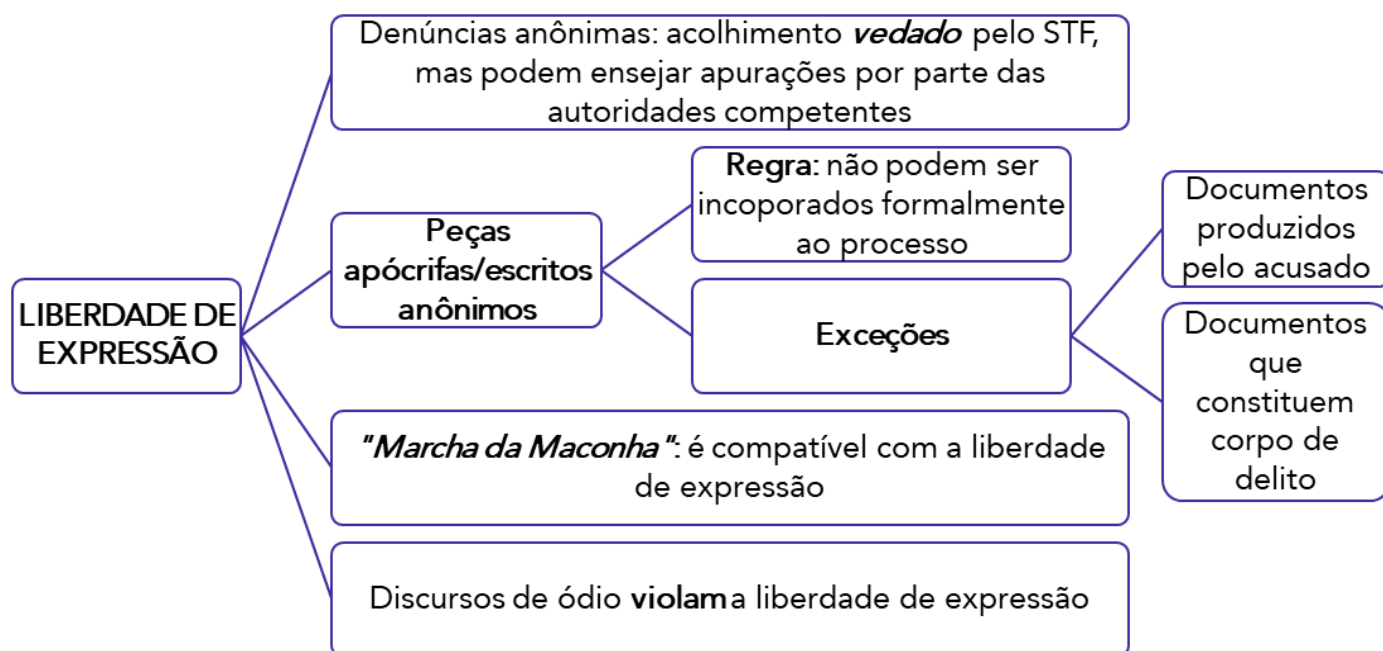 Denúncias anônimas: acolhimento vedado pelo STF,
mas podem ensejar apurações por parte das
autoridades competentes
Regra: não podem ser
incoporados formalmente
ao processo
Documentos
produzidos
pelo acusado
Peças
apócrifas/escritos
anônimos
LIBERDADE DE
EXPRESSÃO
Exceções
Documentos
que
constituem
corpo de
delito
"Marcha da Maconha": é compatível com a liberdade
de expressão
Discursos de ódio violam a liberdade de expressão